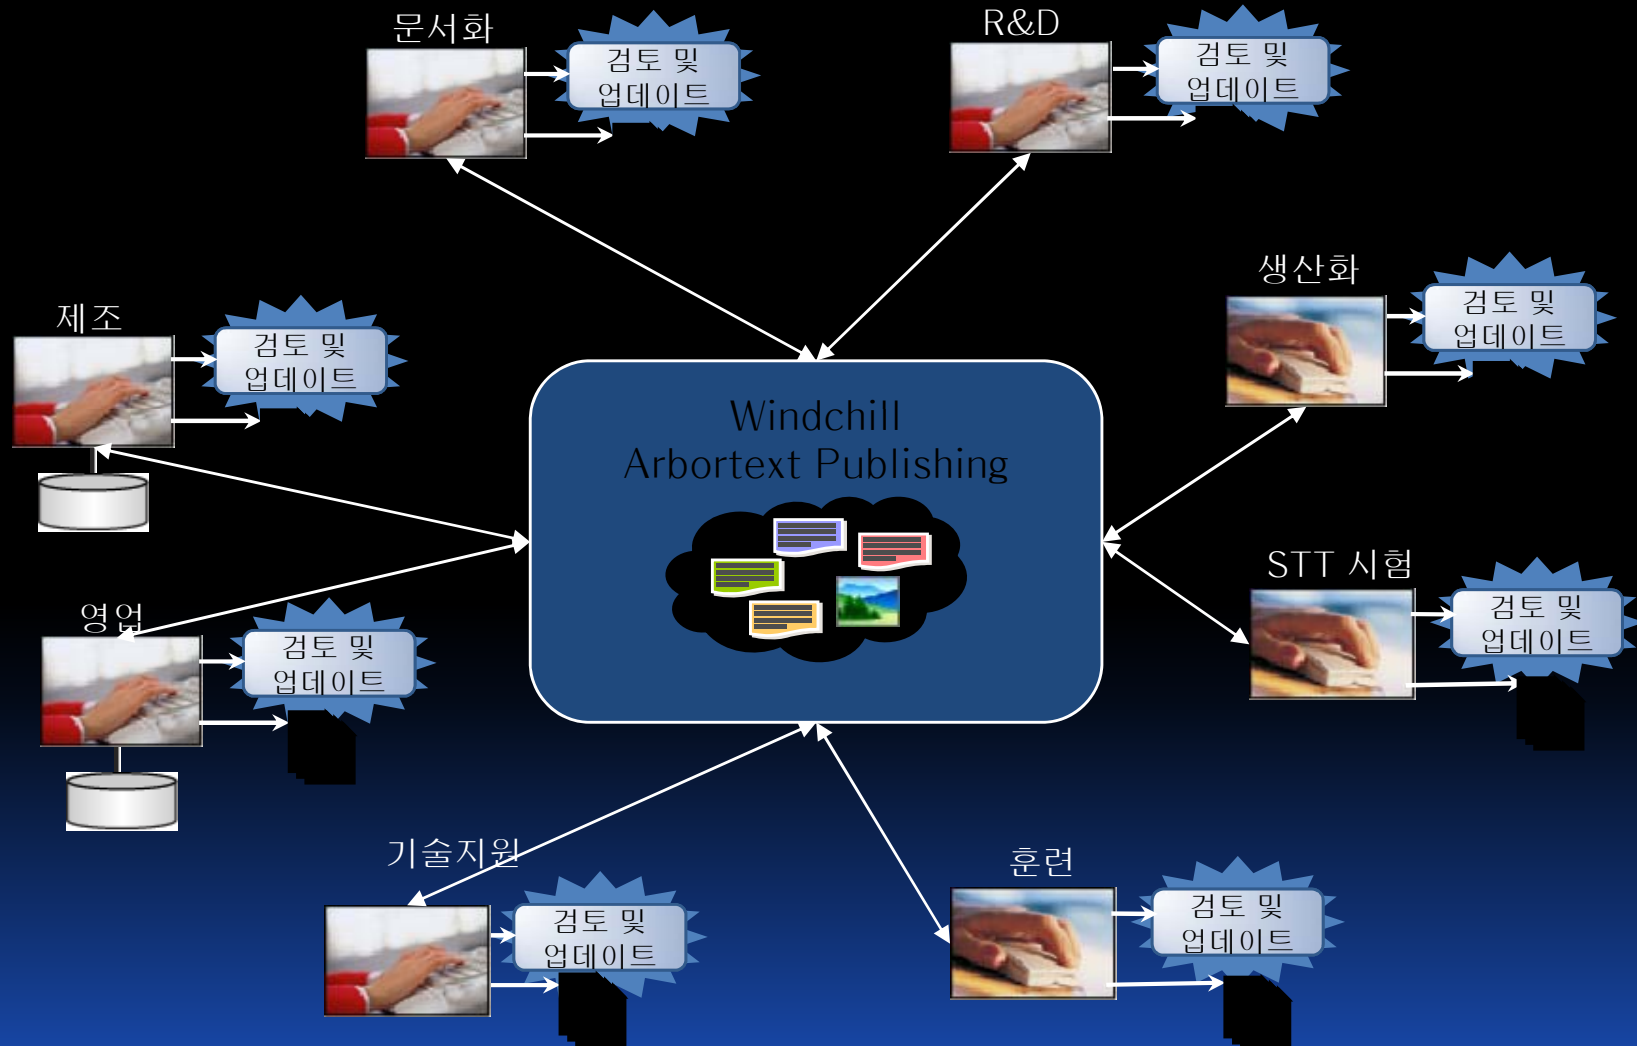 문서화
검토 및
업데이트
R&D
검토 및
업데이트
생산화
검토 및
업데이트
제조
검토 및
업데이트
Windchill
Arbortext Publishing
STT 시험
검토 및
업데이트
영업
검토 및
업데이트
기술지원
검토 및
업데이트
훈련
검토 및
업데이트